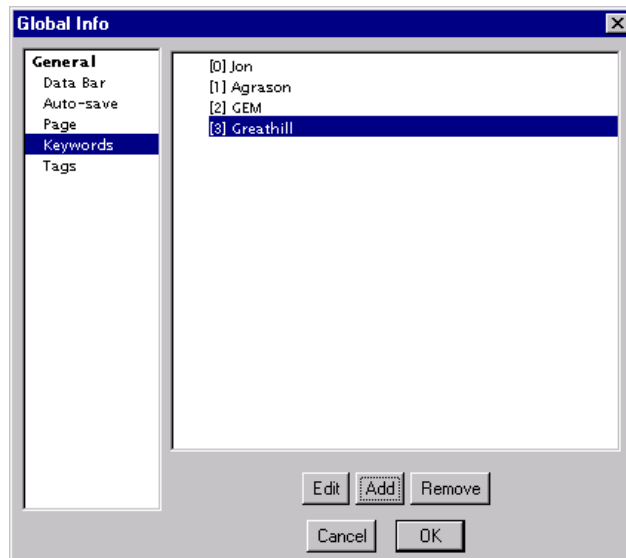 Global Info
General
Data Bar
Auto-save
Page
Keywords
Tags
[0] Jon
[1] Agrason
[2] GEM
[3] Greathill
Edit Add Remove
Cancel OK